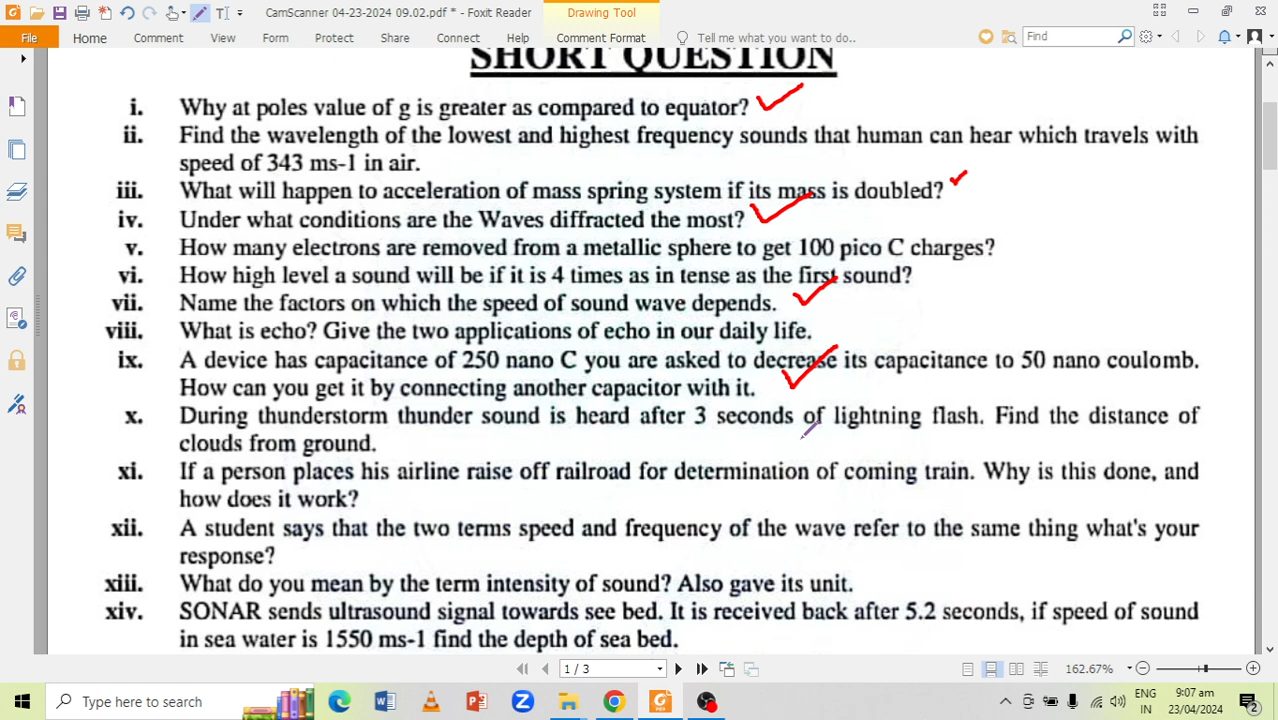 CamScanner 04-23-2024 09.02.pdf * - Foxit Reader
Drawing Tool
File Home Comment View Form Protect Share Connect Help Comment Format Tell me what you want to do.. Find
SHORT QUESTION
i. Why at poles value of g is greater as compared to equator?
ii. Find the wavelength of the lowest and highest frequency sounds that human can hear which travels with
speed of 343 ms-1 in air.
iii. What will happen to acceleration of mass spring system if its mass is doubled?
iv. Under what conditions are the Waves diffracted the most?
v. How many electrons are removed from a metallic sphere to get 100 pico C charges?
vi. How high level a sound will be if it is 4 times as in tense as the first sound?
vii. Name the factors on which the speed of sound wave depends.
viii. What is echo? Give the two applications of echo in our daily life.
ix. A device has capacitance of 250 nano C you are asked to decrease its capacitance to 50 nano coulomb.
How can you get it by connecting another capacitor with it.
x. During thunderstorm thunder sound is heard after 3 seconds of lightning flash. Find the distance of
clouds from ground.
xi. If a person places his airline raise off railroad for determination of coming train. Why is this done, and
how does it work?
xii. A student says that the two terms speed and frequency of the wave refer to the same thing what's your
response?
xiii. What do you mean by the term intensity of sound? Also gave its unit.
xiv. SONAR sends ultrasound signal towards see bed. It is received back after 5.2 seconds, if speed of sound
in sea water is 1550 ms-1 find the depth of sea bed.
1 / 3
162.67%
Type here to search
ENG
IN
9:07 am
23/04/2024
2